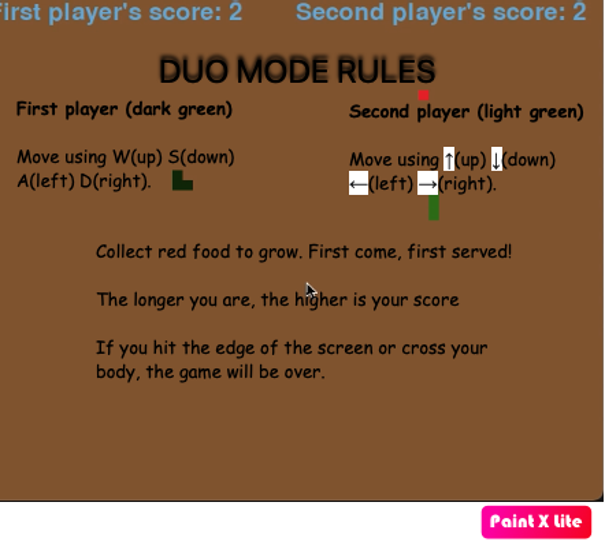 First player's score: 2 Second player's score: 2
DUO MODE RULES
First player (dark green)
Move using W(up) S(down)
A(left) D(right).
Second player (light green)
Move using ↑(up) ↓(down)
←(left) →(right).
Collect red food to grow. First come, first served!
The longer you are, the higher is your score
If you hit the edge of the screen or cross your
body, the game will be over.
Paint X Lite